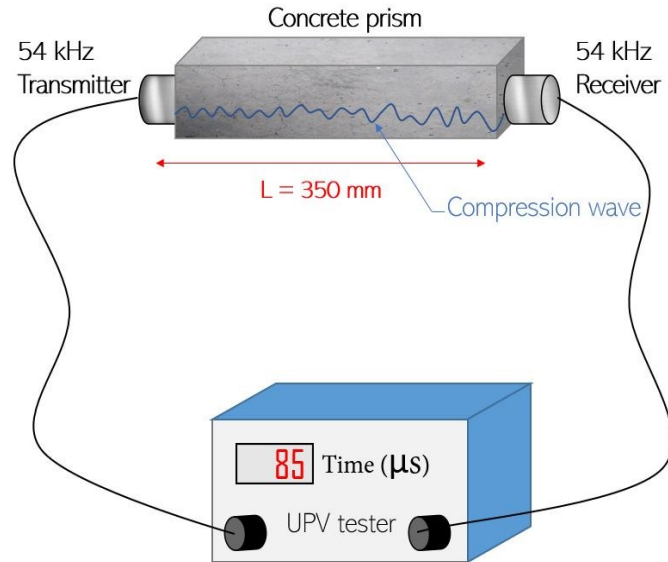 Concrete prism
54 kHz
Transmitter
54 kHz
Receiver
L = 350 mm
Compression wave
85 Time (μs)
UPV tester